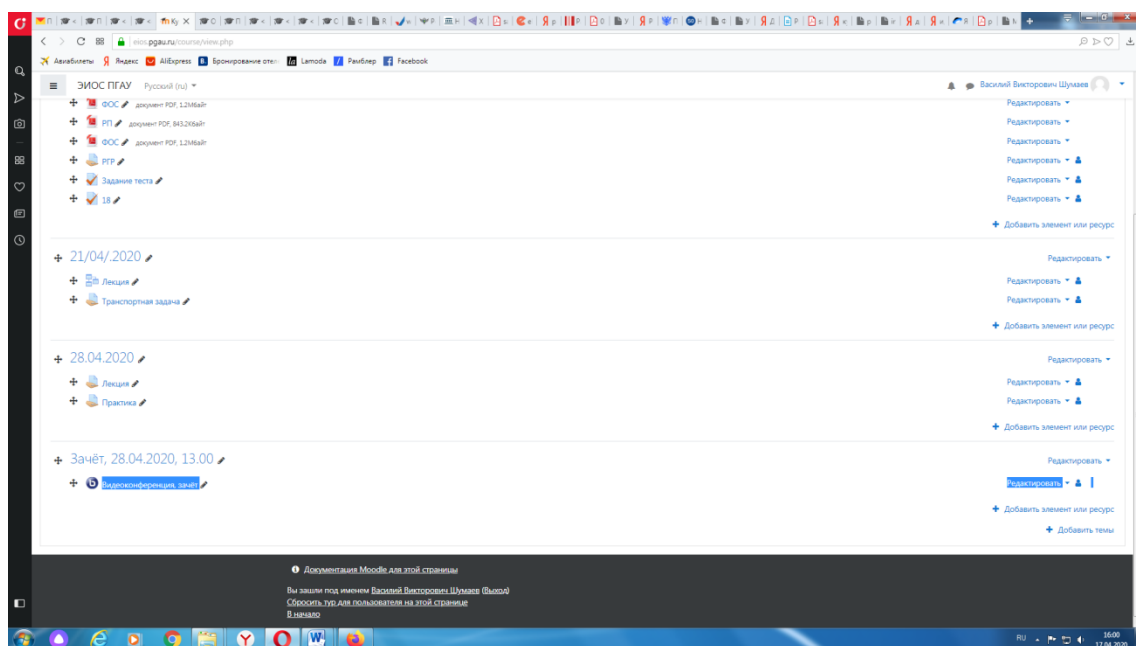 eios.pgau.ru/course/view.php
Авиабилеты Яндекс AliExpress Бронирование отел Lamoda Рамблер Facebook
ЭИОС ПГАУ Русский (ru) Василий Викторович Шумаев
ФОС документ PDF, 1.2Мбайт Редактировать
РП документ PDF, 843.2Кбайт Редактировать
ФОС документ PDF, 1.2Мбайт Редактировать
РГР Редактировать
Задание теста Редактировать
18 Редактировать
Добавить элемент или ресурс
21/04/.2020 Редактировать
Лекция Редактировать
Транспортная задача Редактировать
Добавить элемент или ресурс
28.04.2020 Редактировать
Лекция Редактировать
Практика Редактировать
Добавить элемент или ресурс
Зачёт, 28.04.2020, 13.00 Редактировать
Видеоконференция, зачёт Редактировать
Добавить элемент или ресурс
Добавить темы
Документация Moodle для этой страницы
Вы зашли под именем Василий Викторович Шумаев (Выход)
Сбросить тур для пользователя на этой странице
В начало
RU 16:00
17.04.2020